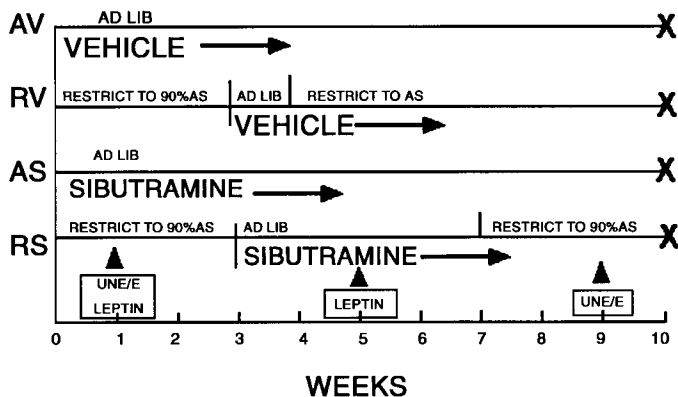 AV AD LIB X
VEHICLE
RV RESTRICT TO 90%AS AD LIB RESTRICT TO AS X
VEHICLE
AS AD LIB X
SIBUTRAMINE
RS RESTRICT TO 90%AS AD LIB RESTRICT TO 90%AS X
SIBUTRAMINE
UNE/E
LEPTIN
LEPTIN
UNE/E
0 1 2 3 4 5 6 7 8 9 10
WEEKS